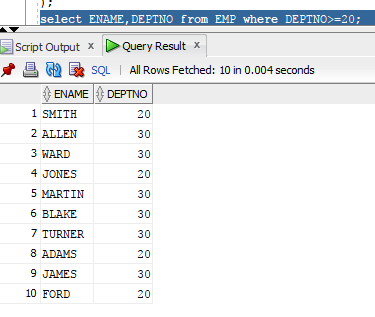 );
select ENAME,DEPTNO from EMP where DEPTNO>=20;
Script Output x Query Result x
SQL | All Rows Fetched: 10 in 0.004 seconds
ENAME DEPTNO
1 SMITH 20
2 ALLEN 30
3 WARD 30
4 JONES 20
5 MARTIN 30
6 BLAKE 30
7 TURNER 30
8 ADAMS 20
9 JAMES 30
10 FORD 20